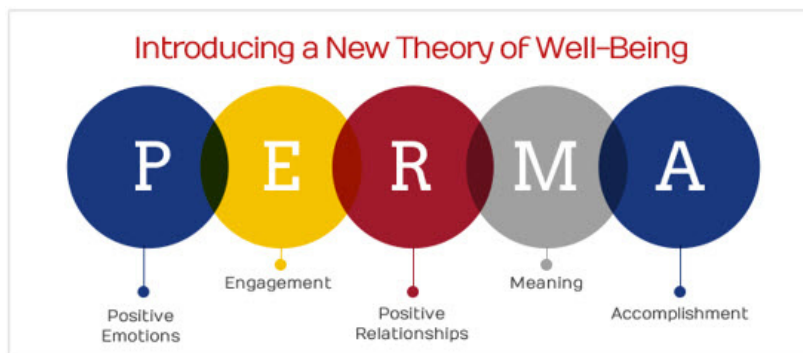 Introducing a New Theory of Well-Being
P E R M A
Positive
Emotions
Engagement
Positive
Relationships
Meaning
Accomplishment